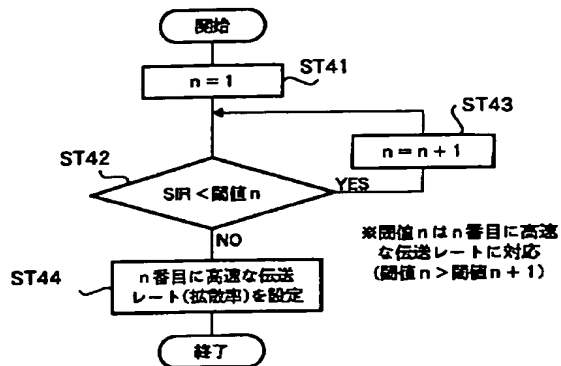 開始
ST41
n = 1
ST43
n = n + 1
ST42
SIR < 閾値 n
YES
NO
※閾値 n は n 番目に高速
な伝送レートに対応
(閾値 n > 閾値 n + 1)
ST44
n 番目に高速な伝送
レート(拡散率)を設定
終了